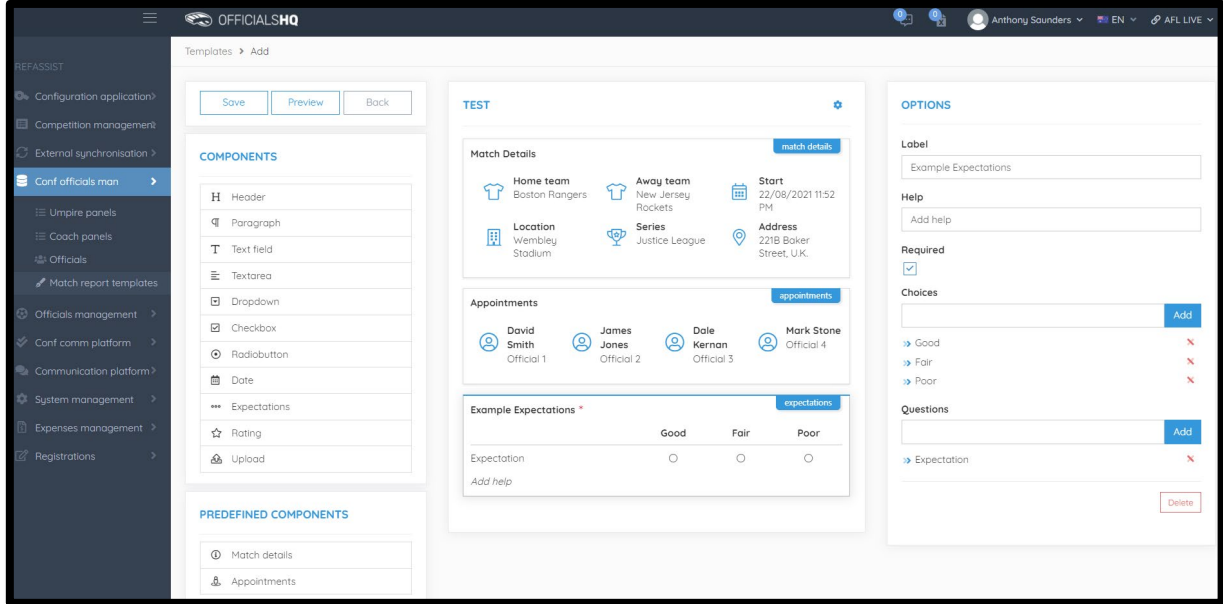 OFFICIALSHQ
0
0
Anthony Saunders
EN
AFL LIVE
REFASSIST
Configuration application
Competition management
External synchronisation
Conf officials man
Umpire panels
Coach panels
Officials
Match report templates
Officials management
Conf comm platform
Communication platform
System management
Expenses management
Registrations
Templates > Add
Save
Preview
Back
COMPONENTS
H Header
¶ Paragraph
T Text field
Textarea
Dropdown
Checkbox
Radiobutton
Date
Expectations
Rating
Upload
PREDEFINED COMPONENTS
Match details
Appointments
TEST
match details
Match Details
Home team
Boston Rangers
Away team
New Jersey
Rockets
Start
22/08/2021 11:52
PM
Location
Wembley
Stadium
Series
Justice League
Address
221B Baker
Street, U.K.
appointments
Appointments
David
Smith
Official 1
James
Jones
Official 2
Dale
Kernan
Official 3
Mark Stone
Official 4
expectations
Example Expectations *
Good Fair Poor
Expectation
Add help
OPTIONS
Label
Example Expectations
Help
Add help
Required
Choices
Add
Good
Fair
Poor
Questions
Add
Expectation
Delete